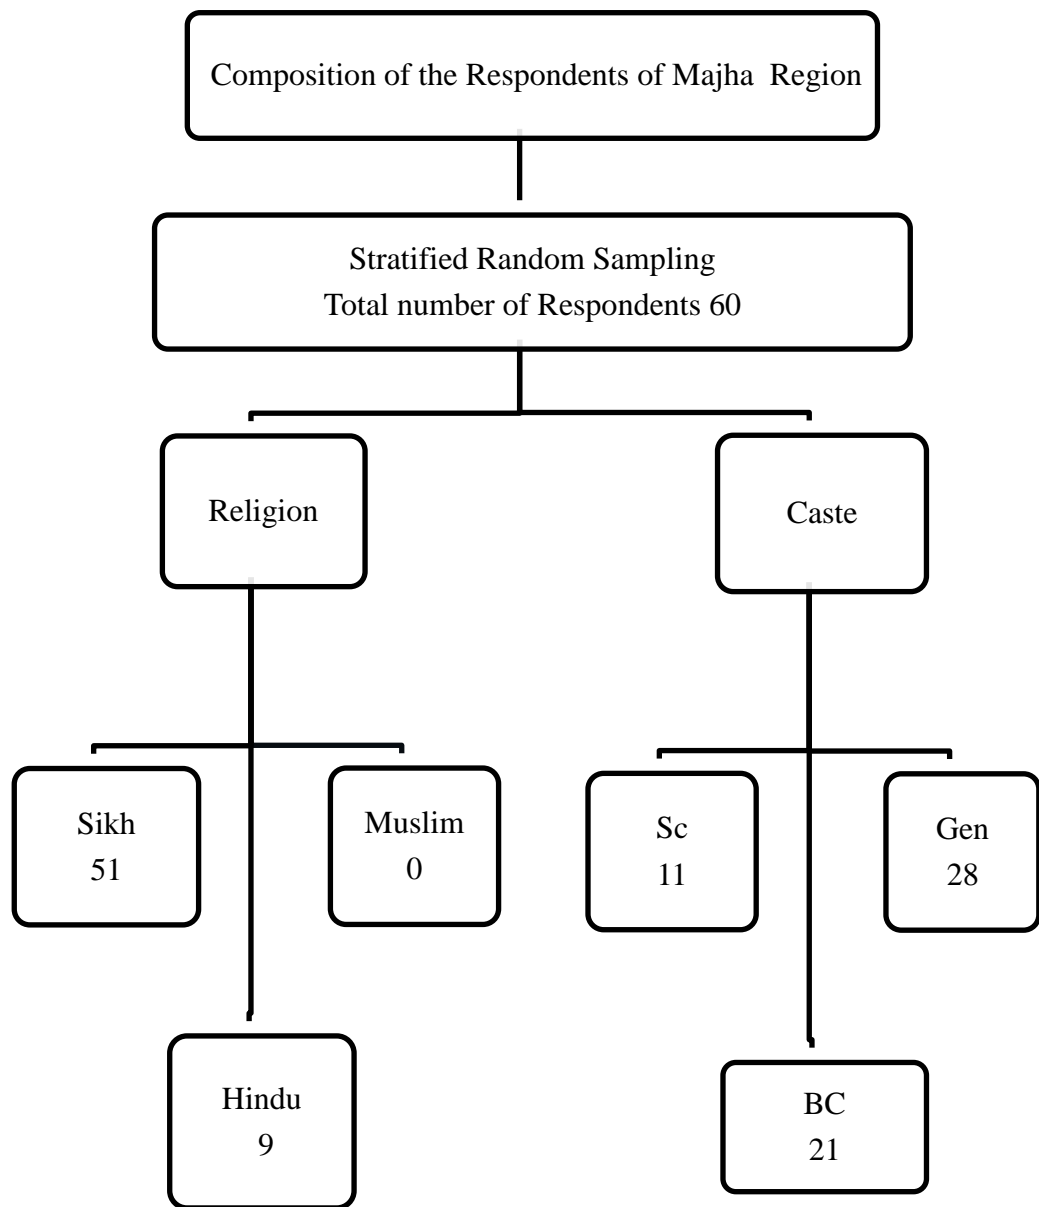 Composition of the Respondents of Majha Region
Stratified Random Sampling
Total number of Respondents 60
Religion
Caste
Sikh
51
Muslim
0
Sc
11
Gen
28
Hindu
9
BC
21